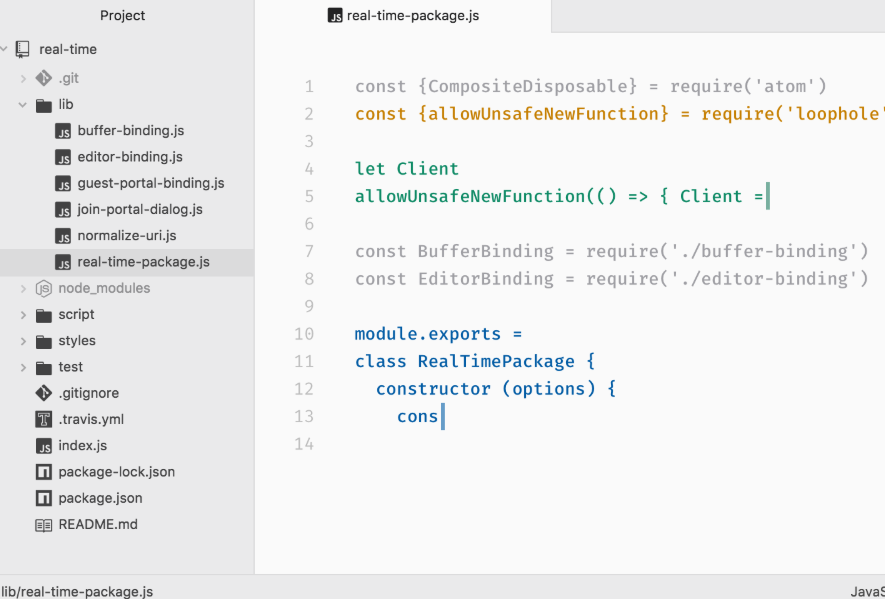 Project
real-time
.git
lib
buffer-binding.js
editor-binding.js
guest-portal-binding.js
join-portal-dialog.js
normalize-uri.js
real-time-package.js
node_modules
script
styles
test
.gitignore
.travis.yml
index.js
package-lock.json
package.json
README.md
real-time-package.js
1 const {CompositeDisposable} = require('atom')
2 const {allowUnsafeNewFunction} = require('loophole'
3
4 let Client
5 allowUnsafeNewFunction(() => { Client =
6
7 const BufferBinding = require('./buffer-binding')
8 const EditorBinding = require('./editor-binding')
9
10 module.exports =
11 class RealTimePackage {
12 constructor (options) {
13 cons
14
lib/real-time-package.js
JavaS